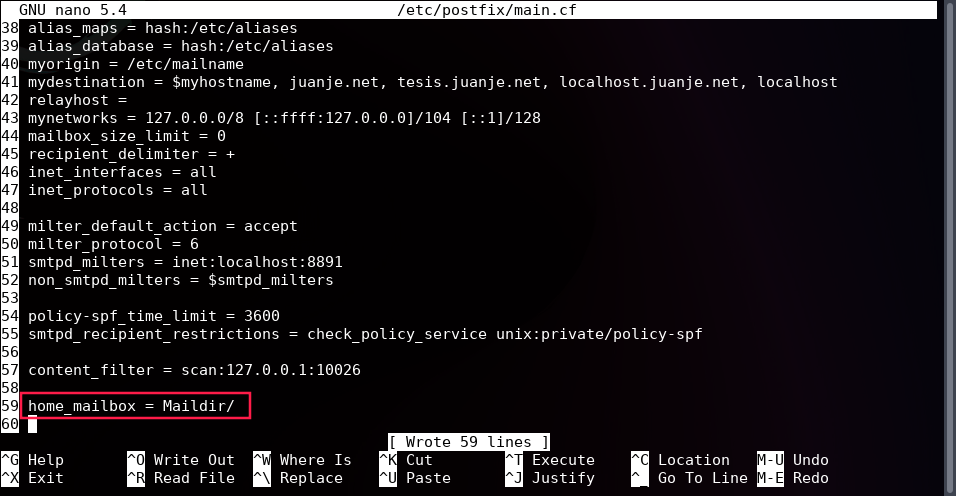 GNU nano 5.4 /etc/postfix/main.cf
38 alias_maps = hash:/etc/aliases
39 alias_database = hash:/etc/aliases
40 myorigin = /etc/mailname
41 mydestination = $myhostname, juanje.net, tesis.juanje.net, localhost.juanje.net, localhost
42 relayhost =
43 mynetworks = 127.0.0.0/8 [::ffff:127.0.0.0]/104 [::1]/128
44 mailbox_size_limit = 0
45 recipient_delimiter = +
46 inet_interfaces = all
47 inet_protocols = all
48
49 milter_default_action = accept
50 milter_protocol = 6
51 smtpd_milters = inet:localhost:8891
52 non_smtpd_milters = $smtpd_milters
53
54 policy-spf_time_limit = 3600
55 smtpd_recipient_restrictions = check_policy_service unix:private/policy-spf
56
57 content_filter = scan:127.0.0.1:10026
58
59 home_mailbox = Maildir/
60
[ Wrote 59 lines ]
^G Help ^O Write Out ^W Where Is ^K Cut ^T Execute ^C Location M-U Undo
^X Exit ^R Read File ^\ Replace ^U Paste ^J Justify ^_ Go To Line M-E Redo